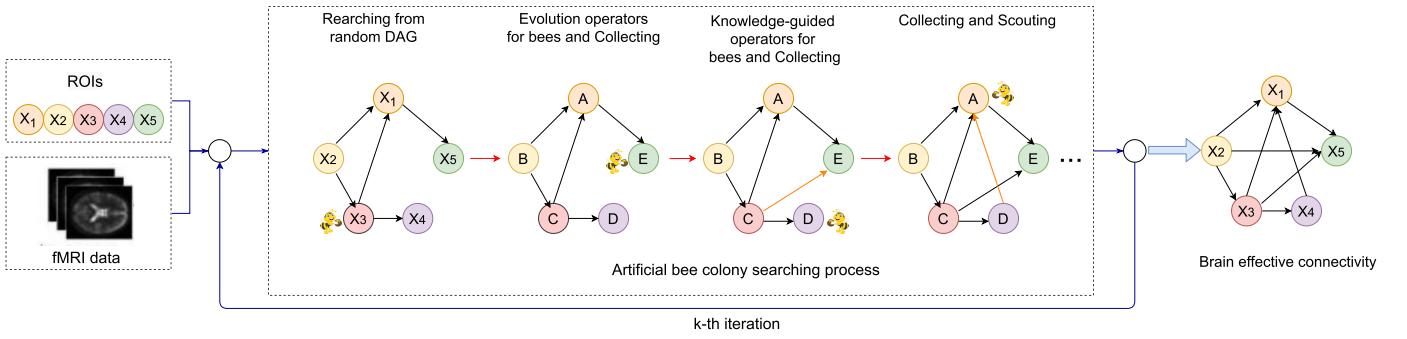 ROIs
X1 X2 X3 X4 X5
fMRI data
Rearching from
random DAG
X1
X2
X5
X3
X4
Evolution operators
for bees and Collecting
A
B
E
C
D
Knowledge-guided
operators for
bees and Collecting
A
B
E
C
D
Collecting and Scouting
A
B
E
C
D
...
Artificial bee colony searching process
k-th iteration
X1
X2
X5
X3
X4
Brain effective connectivity